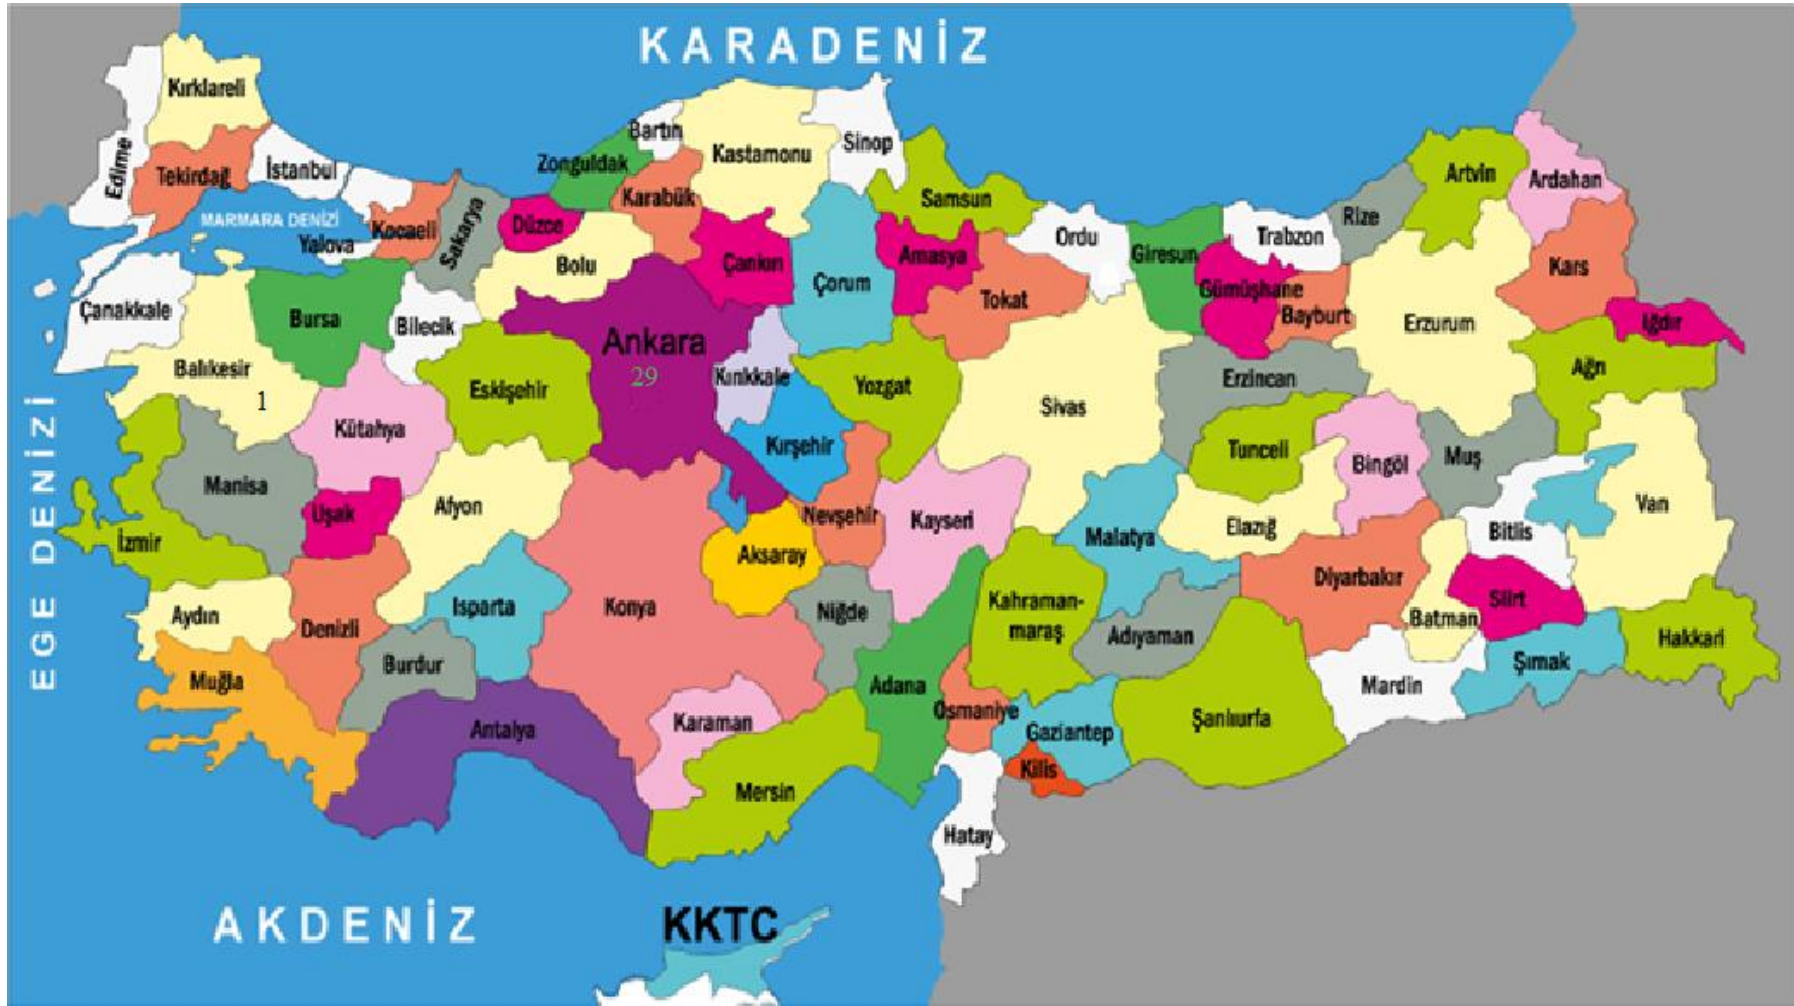 KARADENİZ
Kırklareli
Edirne
Tekirdağ
İstanbul
MARMARA DENİZİ
Yalova
Kocaeli
Sakarya
Düzce
Zonguldak
Bartın
Karabük
Kastamonu
Sinop
Samsun
Ordu
Giresun
Trabzon
Rize
Artvin
Ardahan
Çanakkale
Balıkesir
1
Bursa
Bilecik
Bolu
Çankırı
Çorum
Amasya
Tokat
Gümüşhane
Bayburt
Erzurum
Kars
Iğdır
Ağrı
Ankara
29
Kırıkkale
Eskişehir
Kütahya
Yozgat
Kırşehir
Sivas
Erzincan
Tunceli
Bingöl
Muş
EGE DENİZİ
Manisa
Uşak
Afyon
İzmir
Nevşehir
Aksaray
Kayseri
Malatya
Elazığ
Bitlis
Van
Aydın
Denizli
Isparta
Konya
Niğde
Kahraman-
maraş
Adıyaman
Diyarbakır
Batman
Siirt
Hakkari
Muğla
Burdur
Antalya
Karaman
Mersin
Adana
Osmaniye
Gaziantep
Kilis
Şanlıurfa
Mardin
Şırnak
Hatay
AKDENİZ
KKTC